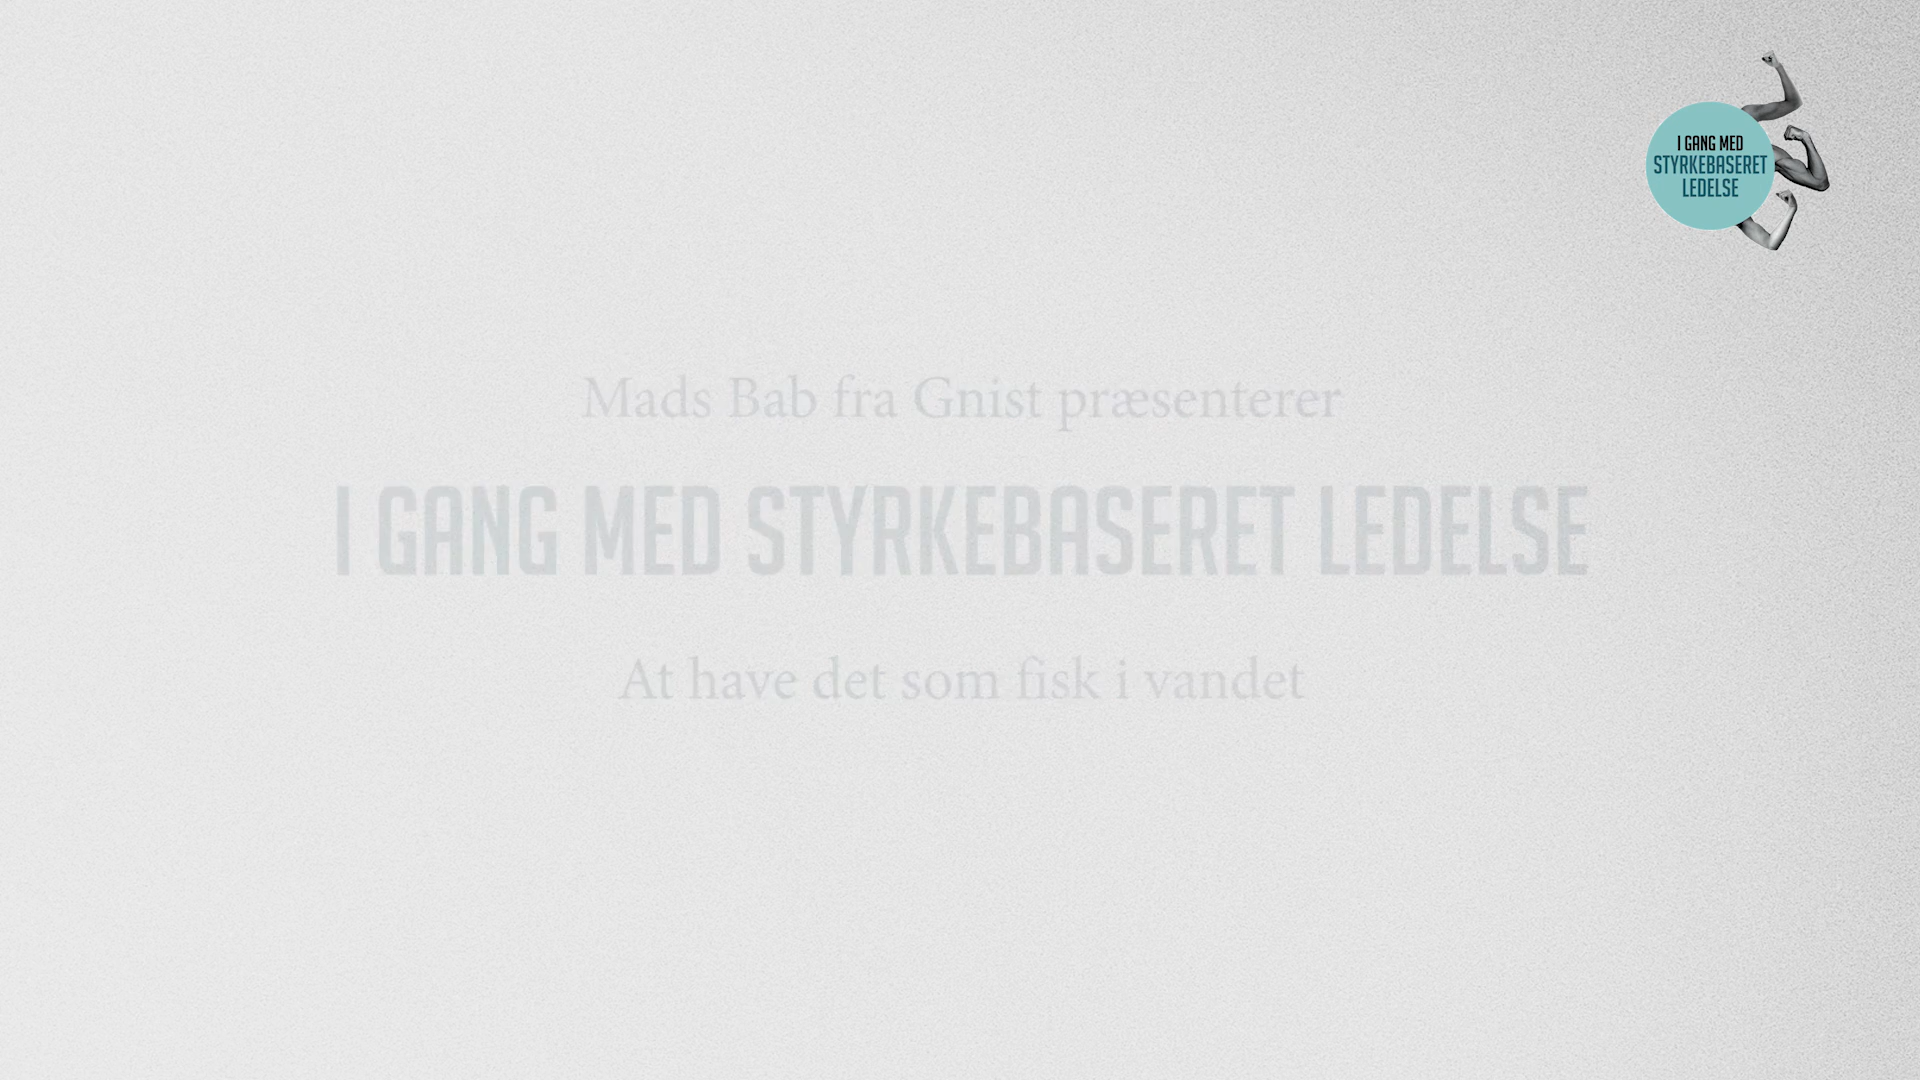 I GANG MED
STYRKEBASERET
LEDELSE
Mads Bab fra Gnist præsenterer
I GANG MED STYRKEBASERET LEDELSE
At have det som fisk i vandet